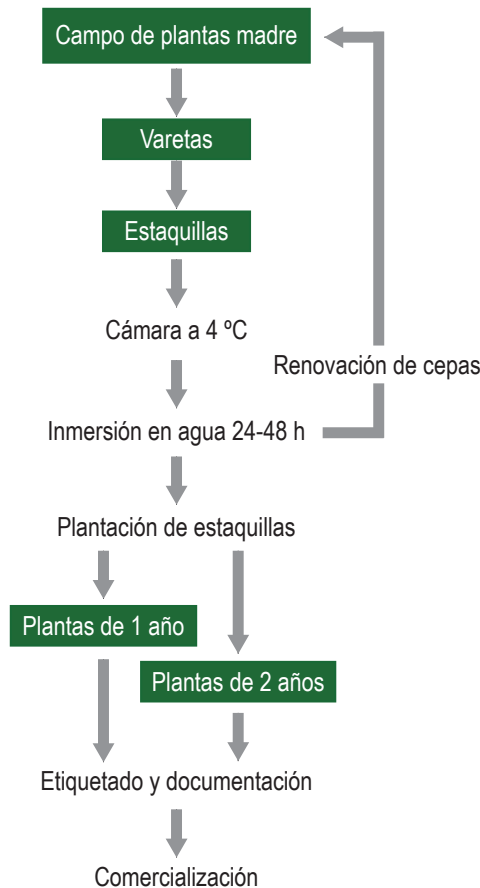 Campo de plantas madre
Varetas
Estaquillas
Cámara a 4 ºC
Renovación de cepas
Inmersión en agua 24-48 h
Plantación de estaquillas
Plantas de 1 año
Plantas de 2 años
Etiquetado y documentación
Comercialización